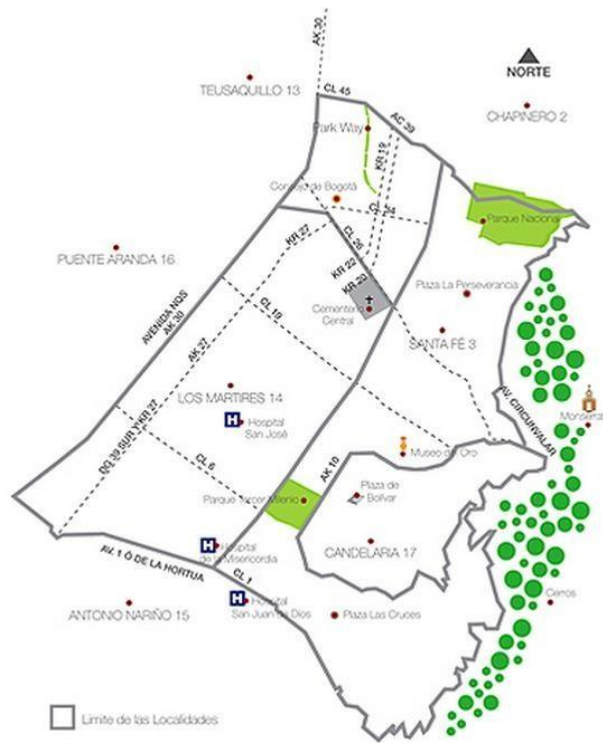 AK 30
NORTE
TEUSAQUILLO 13
CL 45
CHAPINERO 2
AC 39
Park Way
KR 19
Concejo de Bogotá
CL 34
Parque Nacional
KR 27
CL 26
PUENTE ARANDA 16
KR 22
KR 20
Plaza La Perseverancia
AVENIDA NQS
AK 30
CL 19
Cementerio
Central
SANTA FÉ 3
AK 27
LOS MARTIRES 14
AV. CIRCUNVALAR
Monserrat
H Hospital
San José
DG 39 SUR Y KR 27
Museo del Oro
CL 6
AK 10
Plaza de
Bolívar
Parque Tercer Milenio
H Hospital
de la Misericordia
CANDELARIA 17
AV. 1 Ó DE LA HORTUA
CL 1
H Hospital
San Juan de Dios
Cerros
ANTONIO NARIÑO 15
Plaza Las Cruces
Limite de las Localidades